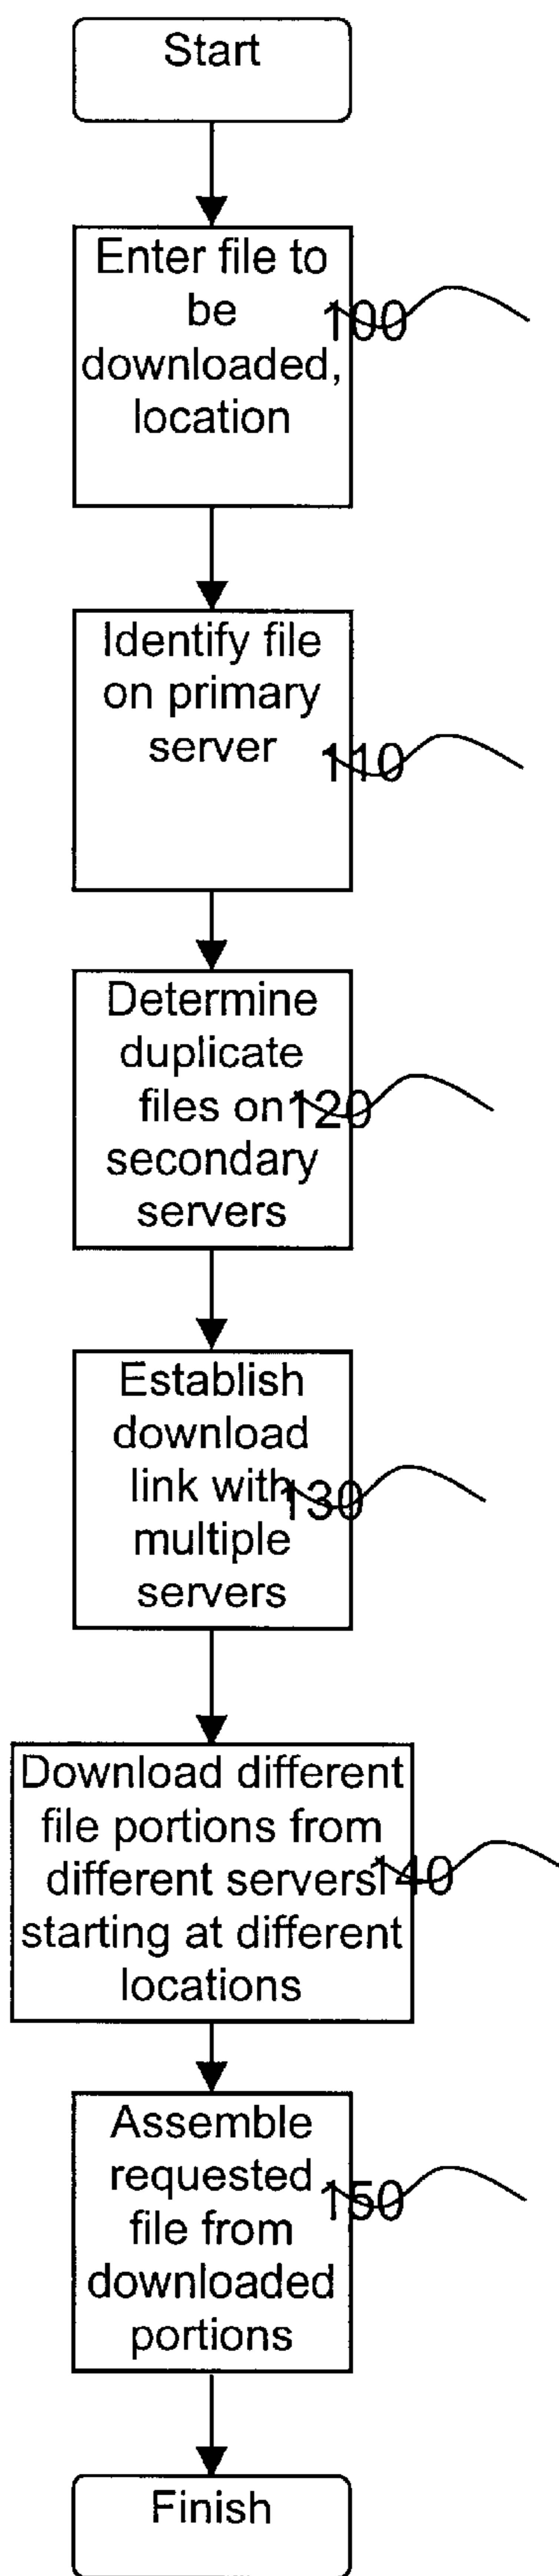 Start
Enter file to
be
downloaded,
location
100
Identify file
on primary
server
110
Determine
duplicate
files on
120
secondary
servers
Establish
download
link with
130
multiple
servers
Download different
file portions from
different servers
140
starting at different
locations
Assemble
requested
150
file from
downloaded
portions
Finish